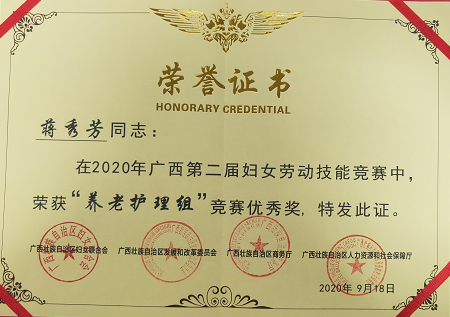 荣誉证书
HONORARY CREDENTIAL
蒋秀芳同志：
在2020年广西第二届妇女劳动技能竞赛中，
荣获“养老护理组”竞赛优秀奖，特发此证。
广西壮族自治区妇女联合会 广西壮族自治区发展和改革委员会 广西壮族自治区商务厅 广西壮族自治区人力资源和社会保障厅
2020年 9月18日